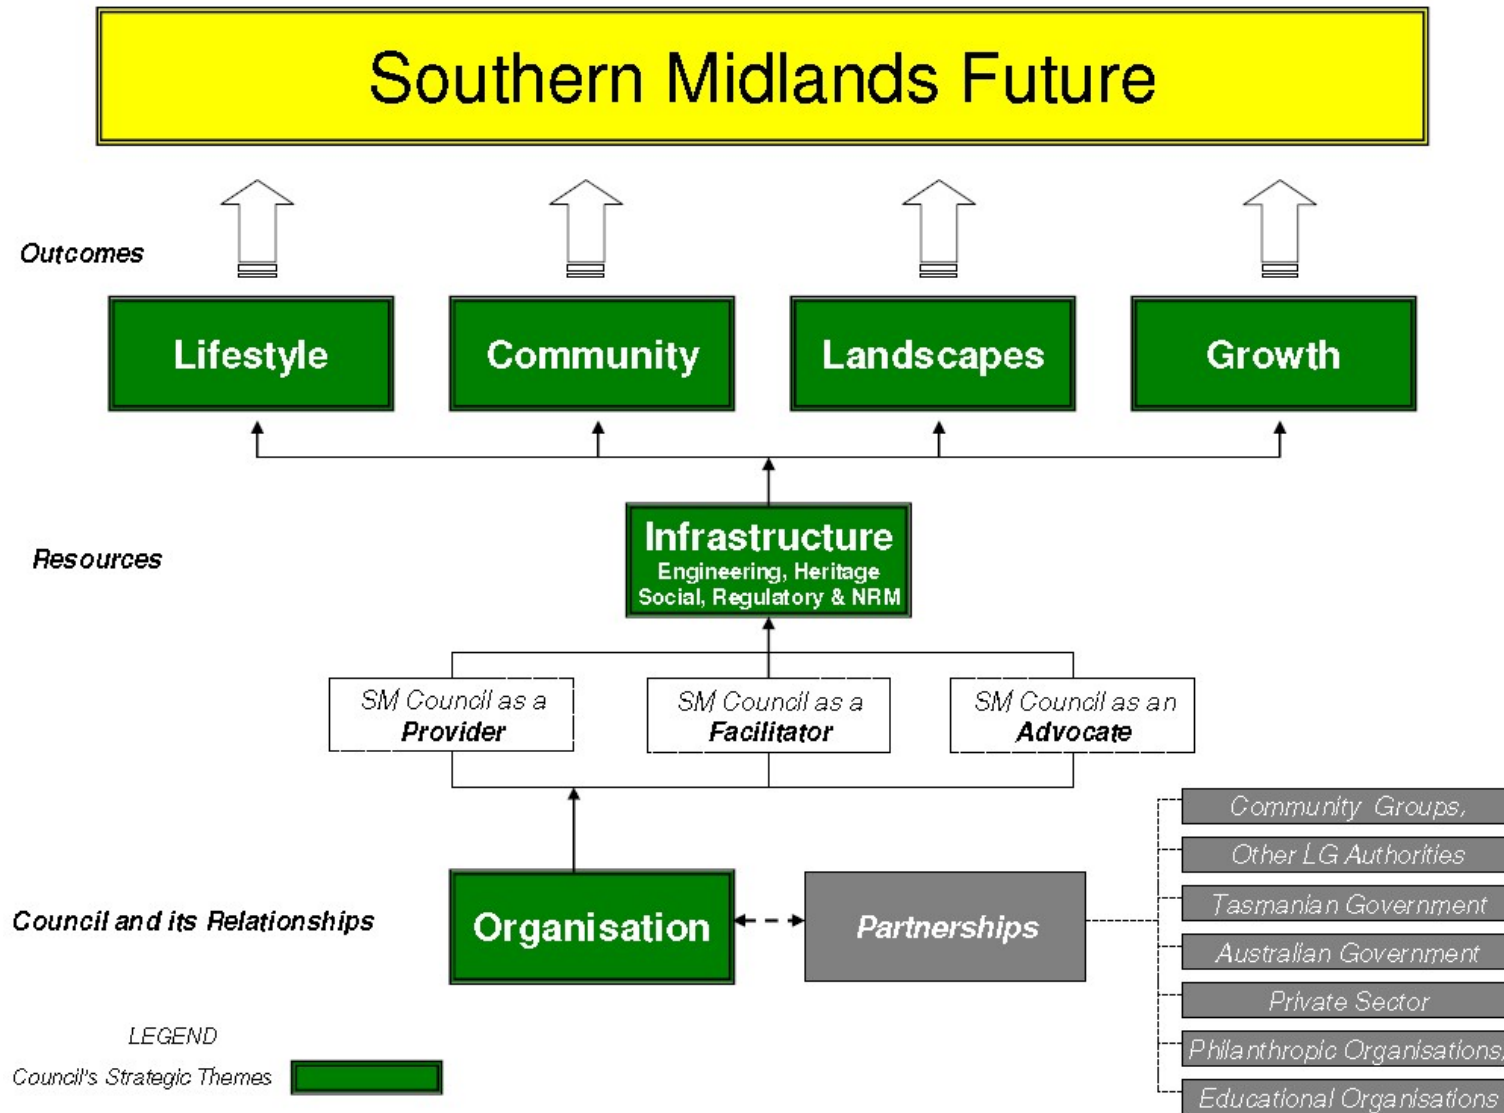 Southern Midlands Future
Outcomes
Lifestyle
Community
Landscapes
Growth
Resources
Infrastructure
Engineering, Heritage
Social, Regulatory & NRM
SM Council as a
Provider
SM Council as a
Facilitator
SM Council as an
Advocate
Council and its Relationships
Organisation
Partnerships
Community Groups,
Other LG Authorities
Tasmanian Government
Australian Government
Private Sector
Philanthropic Organisations,
Educational Organisations
LEGEND
Council's Strategic Themes